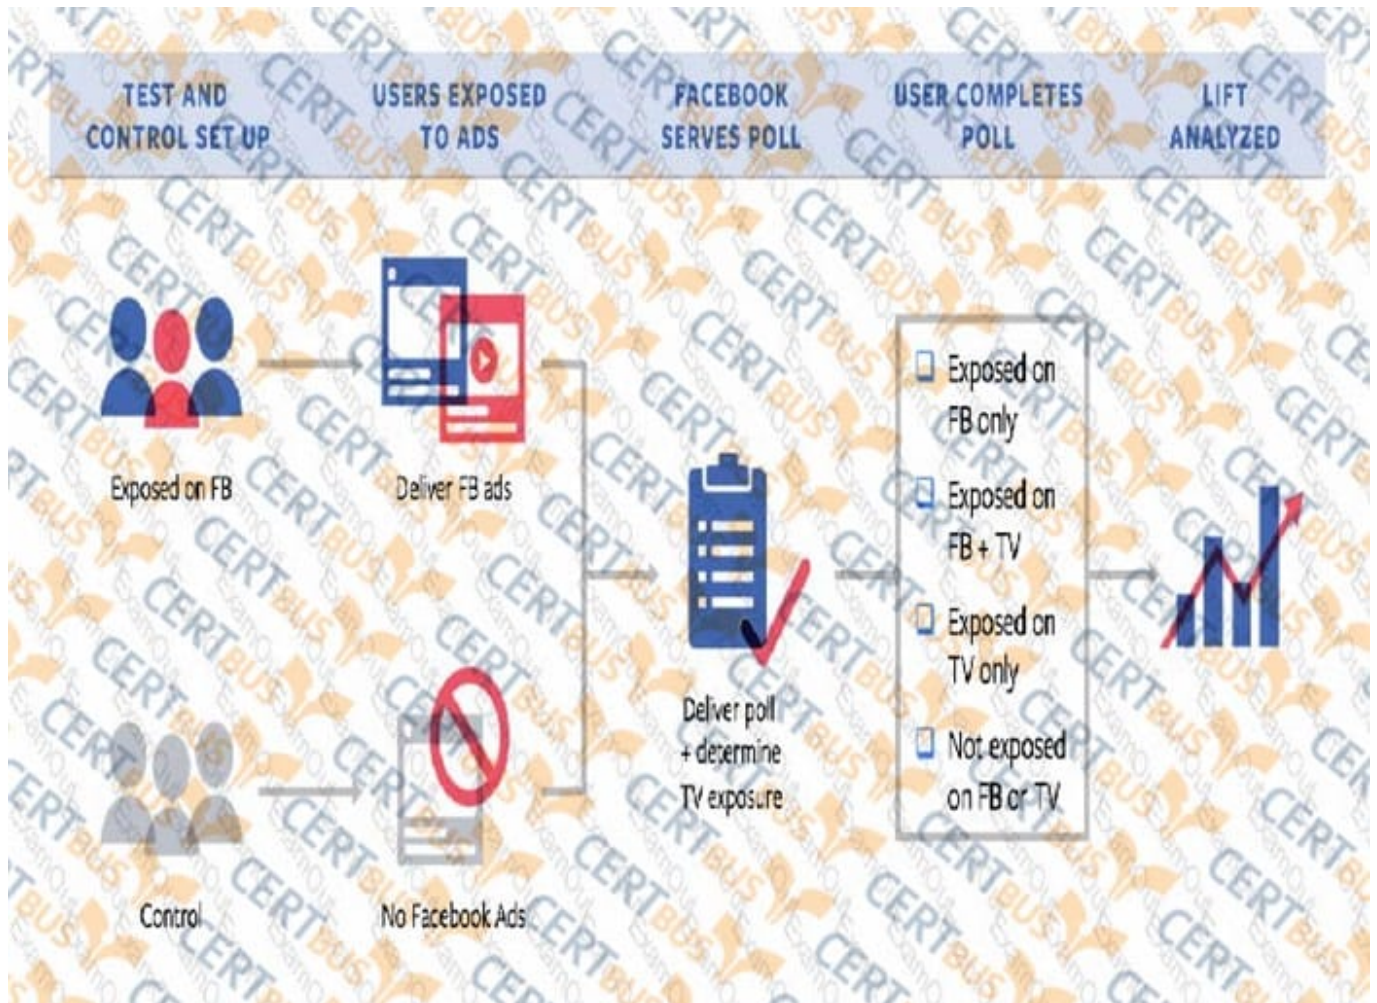 TEST AND
CONTROL SET UP
USERS EXPOSED
TO ADS
FACEBOOK
SERVES POLL
USER COMPLETES
POLL
LIFT
ANALYZED
Exposed on FB
Deliver FB ads
Control
No Facebook Ads
Deliver poll
+ determine
TV exposure
Exposed on
FB only
Exposed on
FB + TV
Exposed on
TV only
Not exposed
on FB or TV
CERTBUS